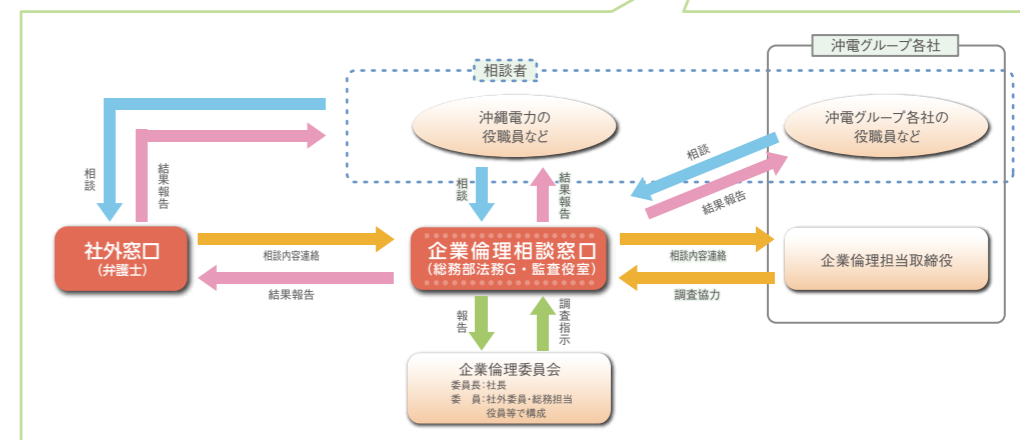 沖電グループ各社
相談者
沖縄電力の
役職員など
沖電グループ各社の
役職員など
相談
結果報告
相談
結果報告
相談
結果報告
社外窓口
(弁護士)
相談内容連絡
結果報告
企業倫理相談窓口
(総務部法務G・監査役室)
相談内容連絡
調査協力
企業倫理担当取締役
報告
調査指示
企業倫理委員会
委員長：社長
委　員：社外委員・総務担当
役員等で構成